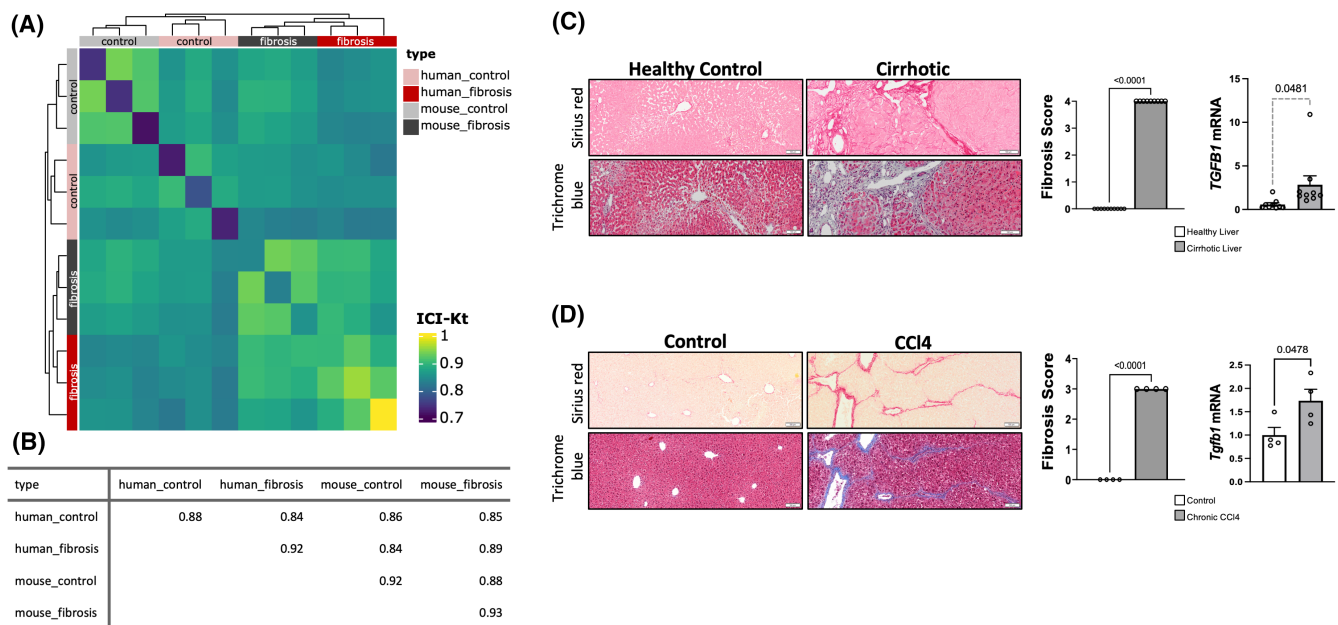 (A)
control
control
fibrosis
fibrosis
control
control
fibrosis
fibrosis
type
human_control
human_fibrosis
mouse_control
mouse_fibrosis
ICI-Kt
1
0.9
0.8
0.7
(B)
type human_control human_fibrosis mouse_control mouse_fibrosis
human_control 0.88 0.84 0.86 0.85
human_fibrosis 0.92 0.84 0.89
mouse_control 0.92 0.88
mouse_fibrosis 0.93
(C)
Healthy Control
Cirrhotic
Sirius red
Trichrome
blue
Fibrosis Score
4
3
2
1
0
<0.0001
TGFB1 mRNA
15
10
5
0
0.0481
Healthy Liver
Cirrhotic Liver
(D)
Control
CCl4
Sirius red
Trichrome
blue
Fibrosis Score
4
3
2
1
0
<0.0001
Tgfb1 mRNA
2.5
2.0
1.5
1.0
0.5
0.0
0.0478
Control
Chronic CCl4